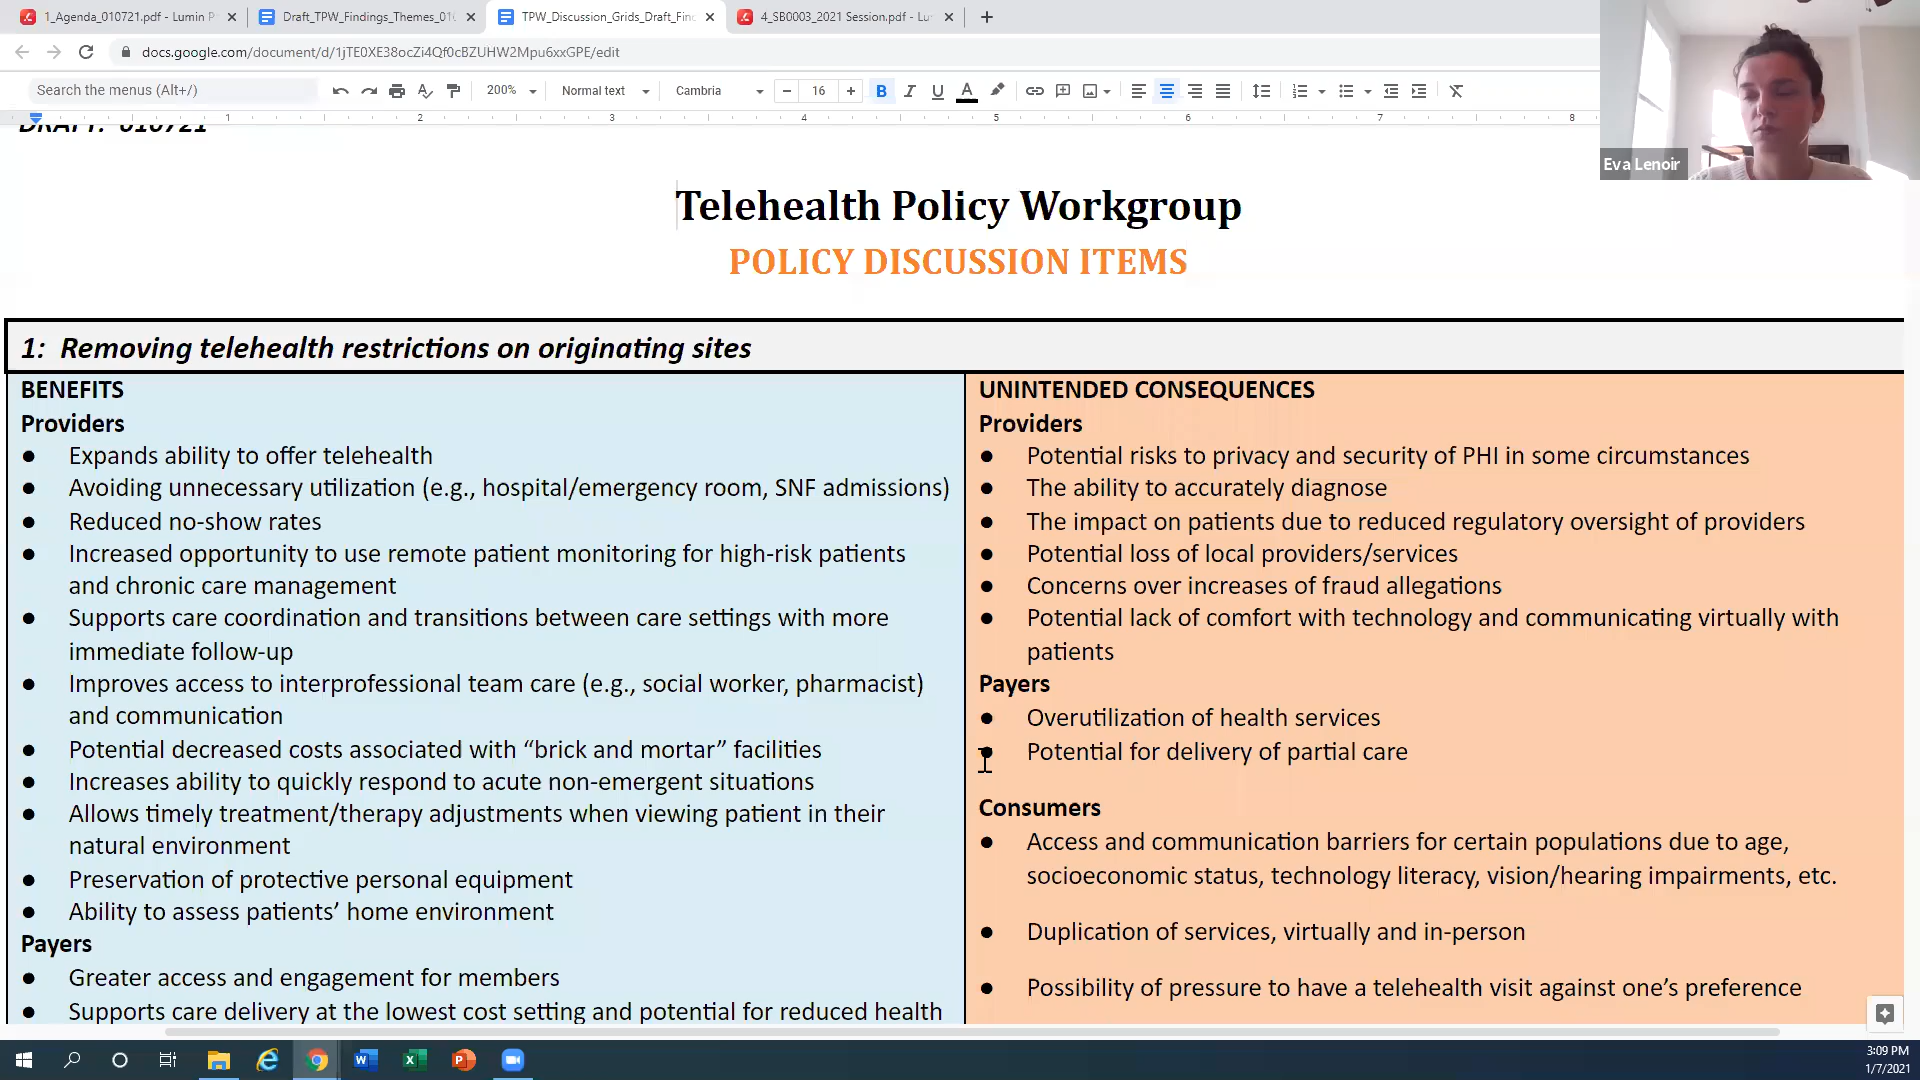 1_Agenda_010721.pdf - Lumin P
Draft_TPW_Findings_Themes_010
TPW_Discussion_Grids_Draft_Find
4_SB0003_2021 Session.pdf - Lu
docs.google.com/document/d/1jTE0XE38ocZi4Qf0cBZUHW2Mpu6xxGPE/edit
Search the menus (Alt+/)
200%
Normal text
Cambria
16
B
I
U
A
1 2 3 4 5 6 7 8
Eva Lenoir
DRAFT: 010721
Telehealth Policy Workgroup
POLICY DISCUSSION ITEMS
1: Removing telehealth restrictions on originating sites
BENEFITS
Providers
● Expands ability to offer telehealth
● Avoiding unnecessary utilization (e.g., hospital/emergency room, SNF admissions)
● Reduced no-show rates
● Increased opportunity to use remote patient monitoring for high-risk patients
and chronic care management
● Supports care coordination and transitions between care settings with more
immediate follow-up
● Improves access to interprofessional team care (e.g., social worker, pharmacist)
and communication
● Potential decreased costs associated with “brick and mortar” facilities
● Increases ability to quickly respond to acute non-emergent situations
● Allows timely treatment/therapy adjustments when viewing patient in their
natural environment
● Preservation of protective personal equipment
● Ability to assess patients’ home environment
Payers
● Greater access and engagement for members
● Supports care delivery at the lowest cost setting and potential for reduced health
UNINTENDED CONSEQUENCES
Providers
● Potential risks to privacy and security of PHI in some circumstances
● The ability to accurately diagnose
● The impact on patients due to reduced regulatory oversight of providers
● Potential loss of local providers/services
● Concerns over increases of fraud allegations
● Potential lack of comfort with technology and communicating virtually with
patients
Payers
● Overutilization of health services
● Potential for delivery of partial care
Consumers
● Access and communication barriers for certain populations due to age,
socioeconomic status, technology literacy, vision/hearing impairments, etc.
● Duplication of services, virtually and in-person
● Possibility of pressure to have a telehealth visit against one’s preference
3:09 PM
1/7/2021